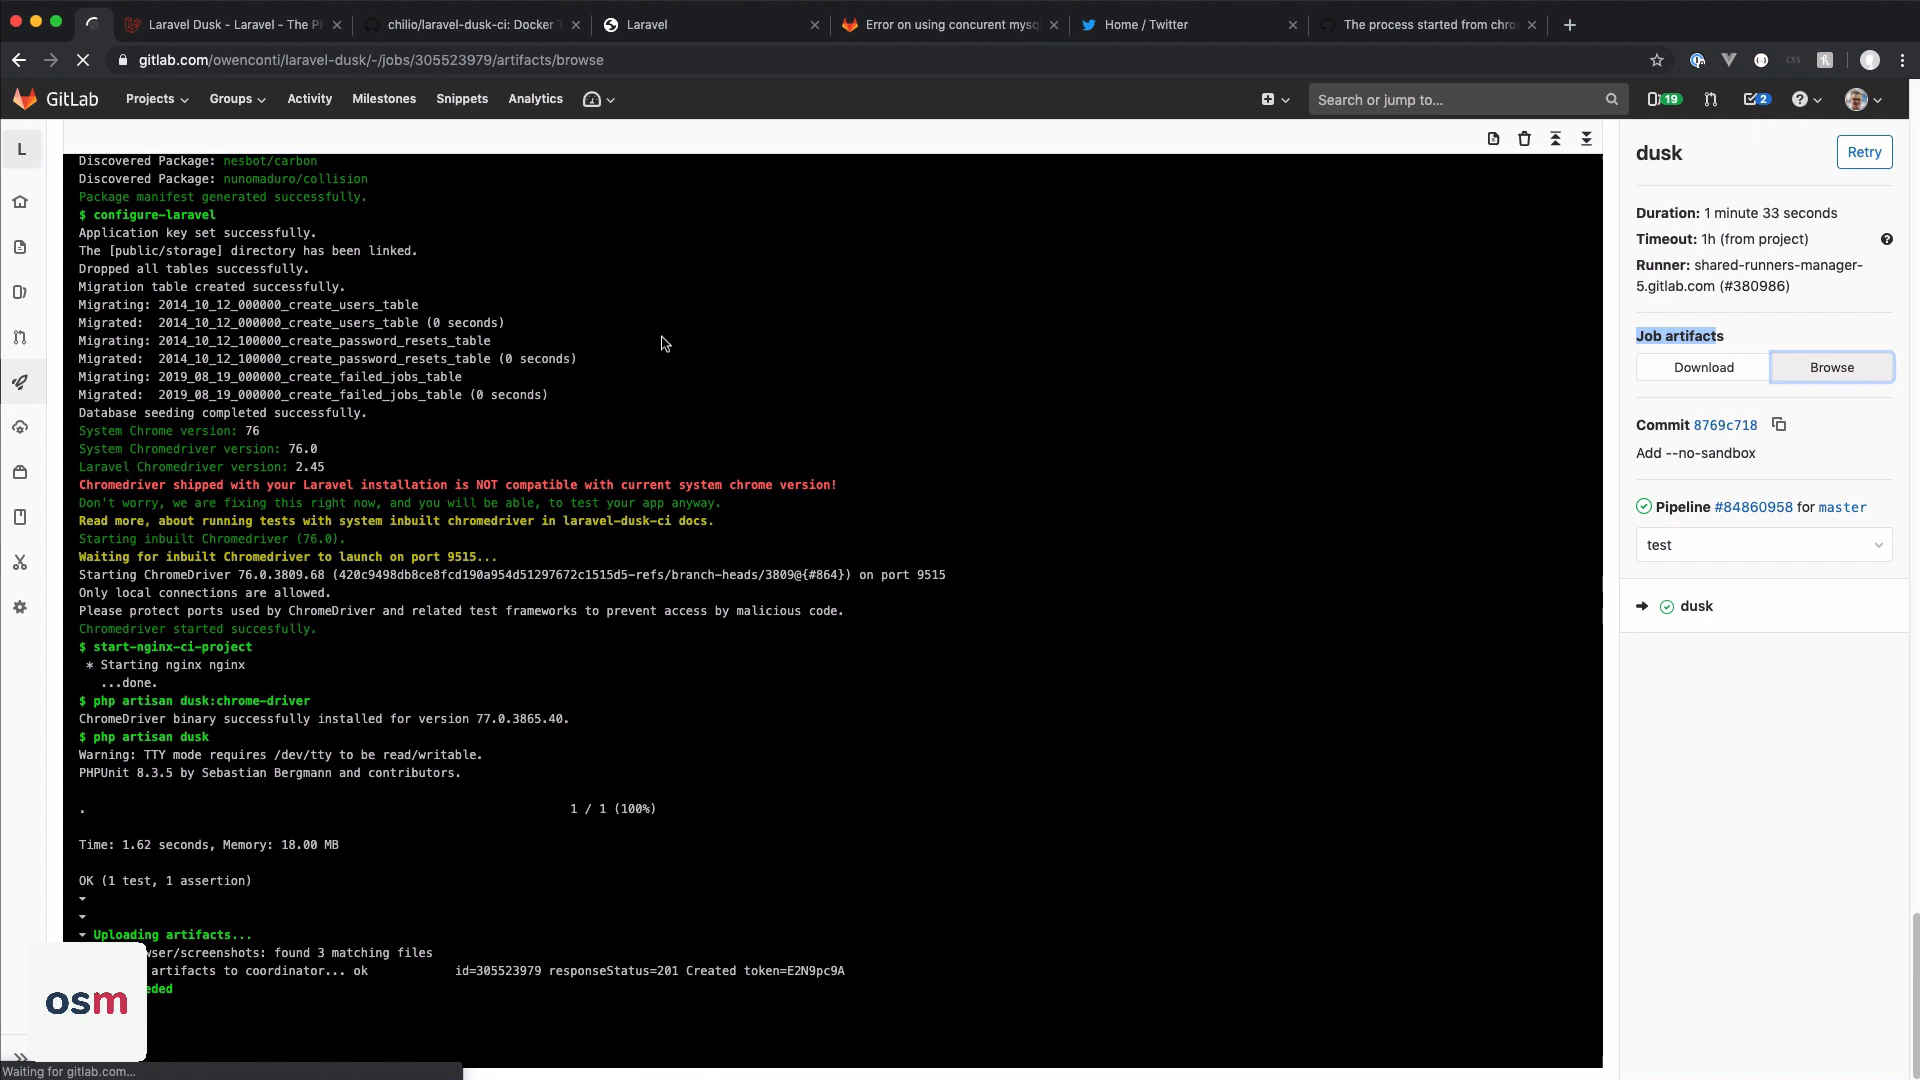 Laravel Dusk - Laravel - The P
chilio/laravel-dusk-ci: Docker T
Laravel
Error on using concurent mysq
Home / Twitter
The process started from chro
gitlab.com/owenconti/laravel-dusk/-/jobs/305523979/artifacts/browse
GitLab
Projects
Groups
Activity
Milestones
Snippets
Analytics
Search or jump to...
19
2
L
Discovered Package: nesbot/carbon
Discovered Package: nunomaduro/collision
Package manifest generated successfully.
$ configure-laravel
Application key set successfully.
The [public/storage] directory has been linked.
Dropped all tables successfully.
Migration table created successfully.
Migrating: 2014_10_12_000000_create_users_table
Migrated:  2014_10_12_000000_create_users_table (0 seconds)
Migrating: 2014_10_12_100000_create_password_resets_table
Migrated:  2014_10_12_100000_create_password_resets_table (0 seconds)
Migrating: 2019_08_19_000000_create_failed_jobs_table
Migrated:  2019_08_19_000000_create_failed_jobs_table (0 seconds)
Database seeding completed successfully.
System Chrome version: 76
System Chromedriver version: 76.0
Laravel Chromedriver version: 2.45
Chromedriver shipped with your Laravel installation is NOT compatible with current system chrome version!
Don't worry, we are fixing this right now, and you will be able, to test your app anyway.
Read more, about running tests with system inbuilt chromedriver in laravel-dusk-ci docs.
Starting inbuilt Chromedriver (76.0).
Waiting for inbuilt Chromedriver to launch on port 9515...
Starting ChromeDriver 76.0.3809.68 (420c9498db8ce8fcd190a954d51297672c1515d5-refs/branch-heads/3809@{#864}) on port 9515
Only local connections are allowed.
Please protect ports used by ChromeDriver and related test frameworks to prevent access by malicious code.
Chromedriver started succesfully.
$ start-nginx-ci-project
* Starting nginx nginx
...done.
$ php artisan dusk:chrome-driver
ChromeDriver binary successfully installed for version 77.0.3865.40.
$ php artisan dusk
Warning: TTY mode requires /dev/tty to be read/writable.
PHPUnit 8.3.5 by Sebastian Bergmann and contributors.
. 1 / 1 (100%)
Time: 1.62 seconds, Memory: 18.00 MB
OK (1 test, 1 assertion)
Uploading artifacts...
wser/screenshots: found 3 matching files
artifacts to coordinator... ok id=305523979 responseStatus=201 Created token=E2N9pc9A
eded
osm
Waiting for gitlab.com...
dusk
Retry
Duration: 1 minute 33 seconds
Timeout: 1h (from project)
Runner: shared-runners-manager-
5.gitlab.com (#380986)
Job artifacts
Download
Browse
Commit 8769c718
Add --no-sandbox
Pipeline #84860958 for master
test
dusk